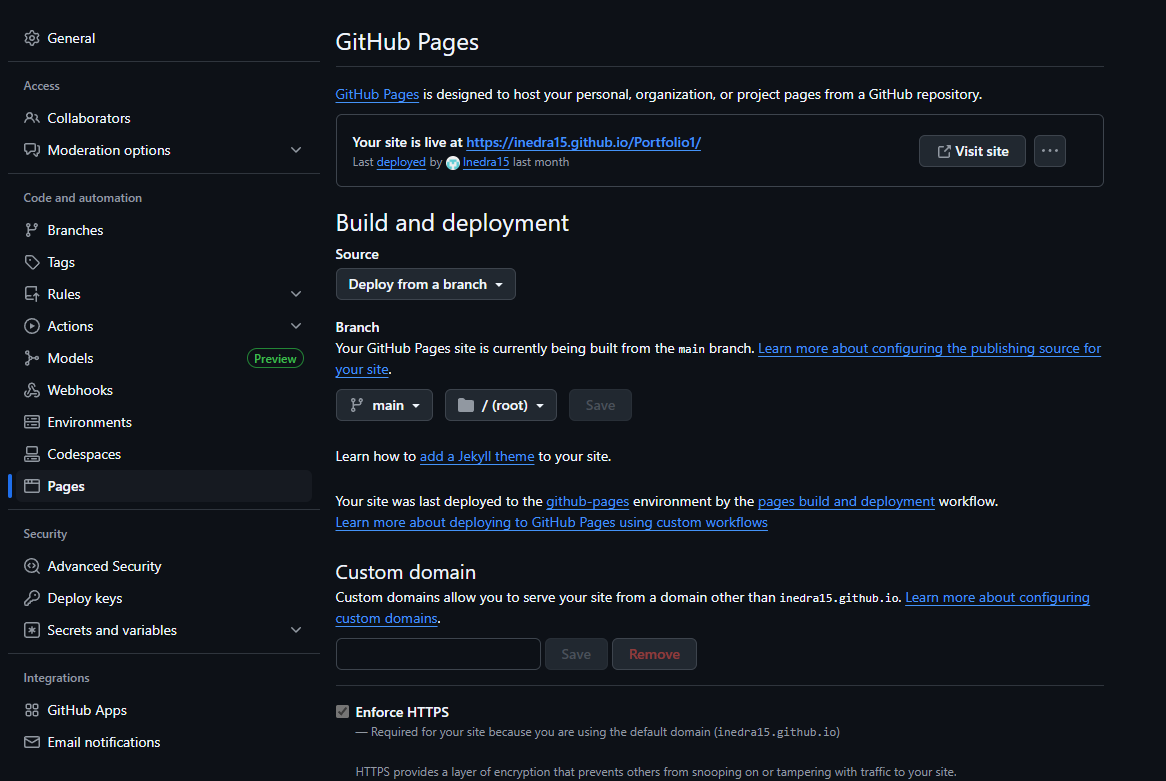 General
Access
Collaborators
Moderation options
Code and automation
Branches
Tags
Rules
Actions
Models Preview
Webhooks
Environments
Codespaces
Pages
Security
Advanced Security
Deploy keys
Secrets and variables
Integrations
GitHub Apps
Email notifications
GitHub Pages
GitHub Pages is designed to host your personal, organization, or project pages from a GitHub repository.
Your site is live at https://inedra15.github.io/Portfolio1/
Last deployed by Inedra15 last month
Visit site
Build and deployment
Source
Deploy from a branch
Branch
Your GitHub Pages site is currently being built from the main branch. Learn more about configuring the publishing source for
your site.
main / (root) Save
Learn how to add a Jekyll theme to your site.
Your site was last deployed to the github-pages environment by the pages build and deployment workflow.
Learn more about deploying to GitHub Pages using custom workflows
Custom domain
Custom domains allow you to serve your site from a domain other than inedra15.github.io. Learn more about configuring
custom domains.
Save Remove
Enforce HTTPS
— Required for your site because you are using the default domain (inedra15.github.io)
HTTPS provides a layer of encryption that prevents others from snooping on or tampering with traffic to your site.